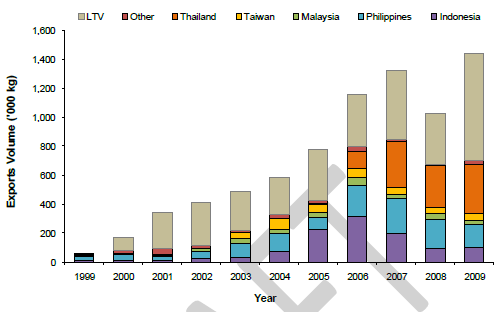 LTV Other Thailand Taiwan Malaysia Philippines Indonesia
1,600
1,400
1,200
1,000
800
600
400
200
0
Exports Volume ('000 kg)
1999 2000 2001 2002 2003 2004 2005 2006 2007 2008 2009
Year